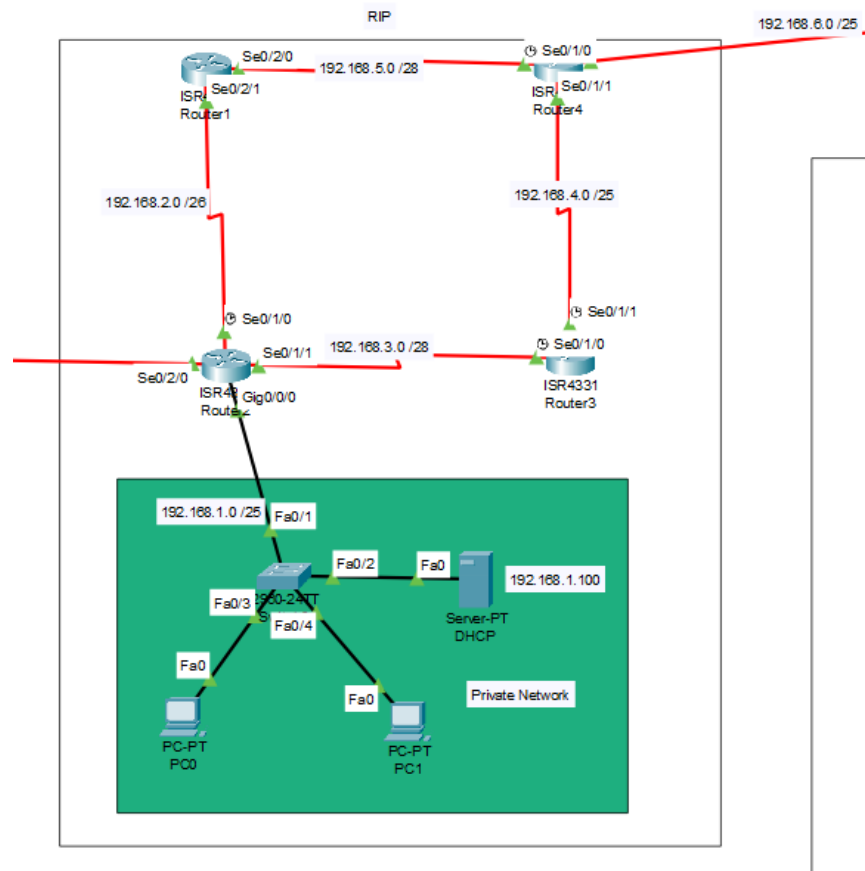 RIP
192.168.6.0 /25
Se0/2/0
192.168.5.0 /28
Se0/1/0
Se0/2/1
Router1
Se0/1/1
Router4
192.168.2.0 /26
192.168.4.0 /25
Se0/1/0
Se0/1/1
Se0/1/1
192.168.3.0 /28
Se0/1/0
Se0/2/0
Gig0/0/0
ISR4331
Router3
192.168.1.0 /25
Fa0/1
Fa0/2
Fa0
192.168.1.100
Fa0/3
Fa0/4
Server-PT
DHCP
Fa0
Fa0
Private Network
PC-PT
PC0
PC-PT
PC1